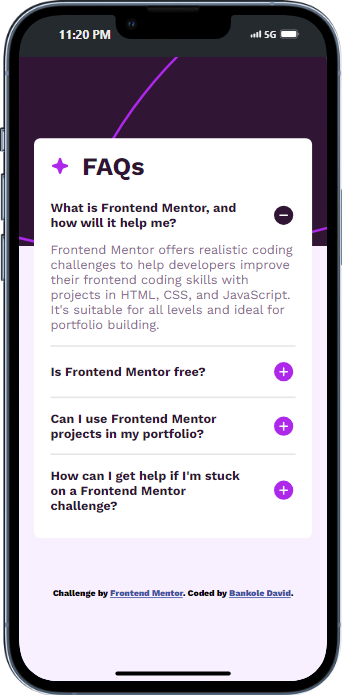 11:20 PM 5G
FAQs
What is Frontend Mentor, and
how will it help me?
Frontend Mentor offers realistic coding
challenges to help developers improve
their frontend coding skills with
projects in HTML, CSS, and JavaScript.
It's suitable for all levels and ideal for
portfolio building.
Is Frontend Mentor free?
Can I use Frontend Mentor
projects in my portfolio?
How can I get help if I'm stuck
on a Frontend Mentor
challenge?
Challenge by Frontend Mentor. Coded by Bankole David.